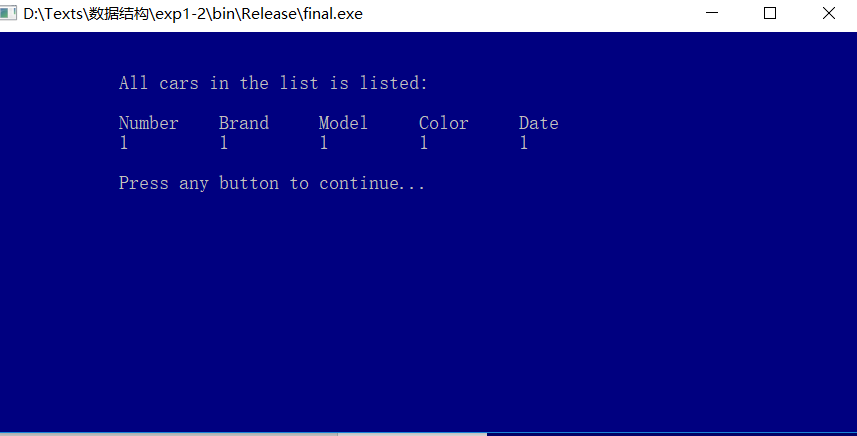 D:\Texts\数据结构\exp1-2\bin\Release\final.exe
All cars in the list is listed:
Number Brand Model Color Date
1 1 1 1 1
Press any button to continue...